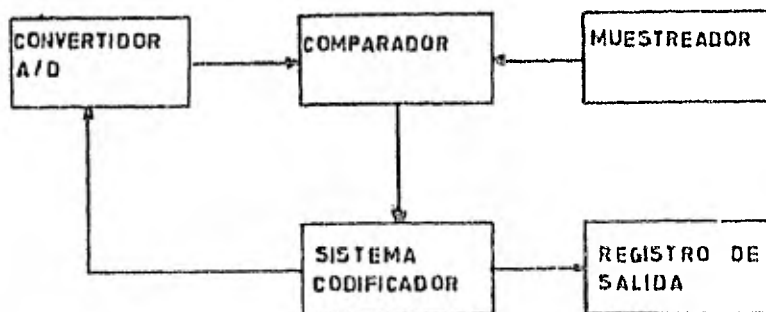 CONVERTIDOR
A/D
COMPARADOR
MUESTREADOR
SISTEMA
CODIFICADOR
REGISTRO DE
SALIDA